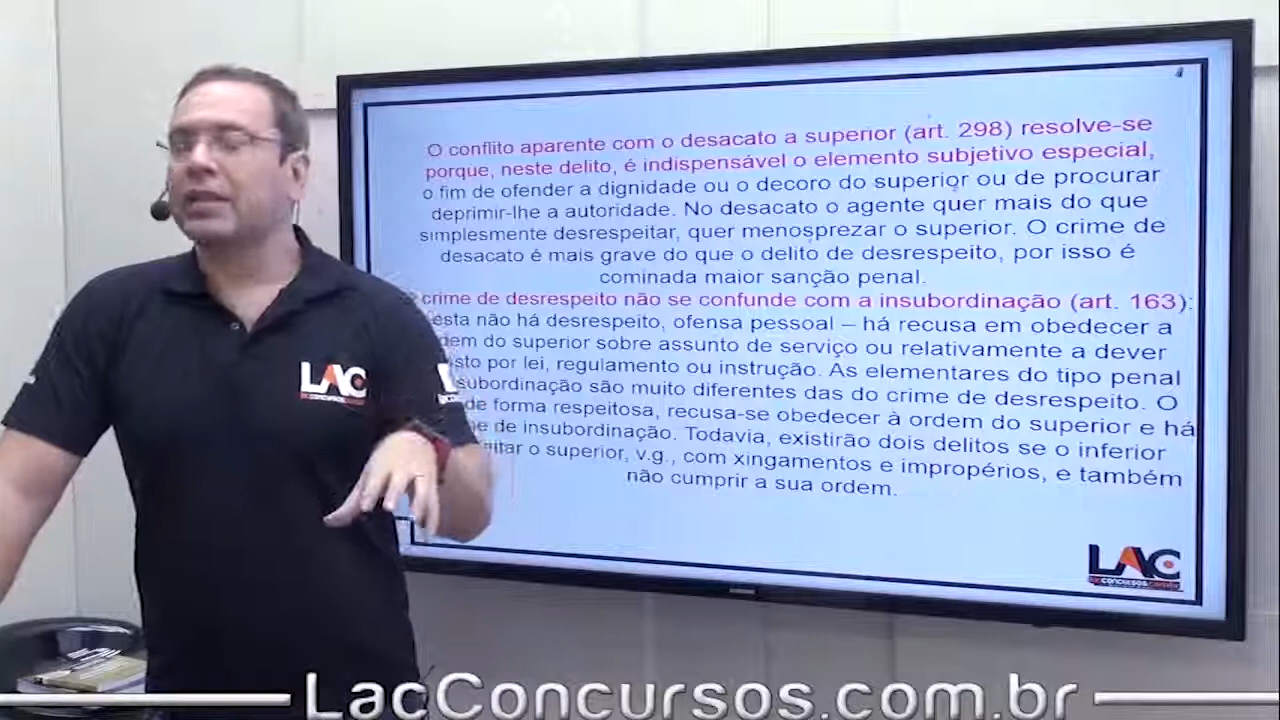 O conflito aparente com o desacato a superior (art. 298) resolve-se
porque, neste delito, é indispensável o elemento subjetivo especial,
o fim de ofender a dignidade ou o decoro do superior ou de procurar
deprimir-lhe a autoridade. No desacato o agente quer mais do que
simplesmente desrespeitar, quer menosprezar o superior. O crime de
desacato é mais grave do que o delito de desrespeito, por isso é
cominada maior sanção penal.
crime de desrespeito não se confunde com a insubordinação (art. 163):
esta não há desrespeito, ofensa pessoal – há recusa em obedecer a
do superior sobre assunto de serviço ou relativamente a dever
por lei, regulamento ou instrução. As elementares do tipo penal
são muito diferentes das do crime de desrespeito. O
de forma respeitosa, recusa-se obedecer à ordem do superior e há
de insubordinação. Todavia, existirão dois delitos se o inferior
o superior, v.g., com xingamentos e impropérios, e também
não cumprir a sua ordem.
LAC
LAC
LacConcursos.com.br